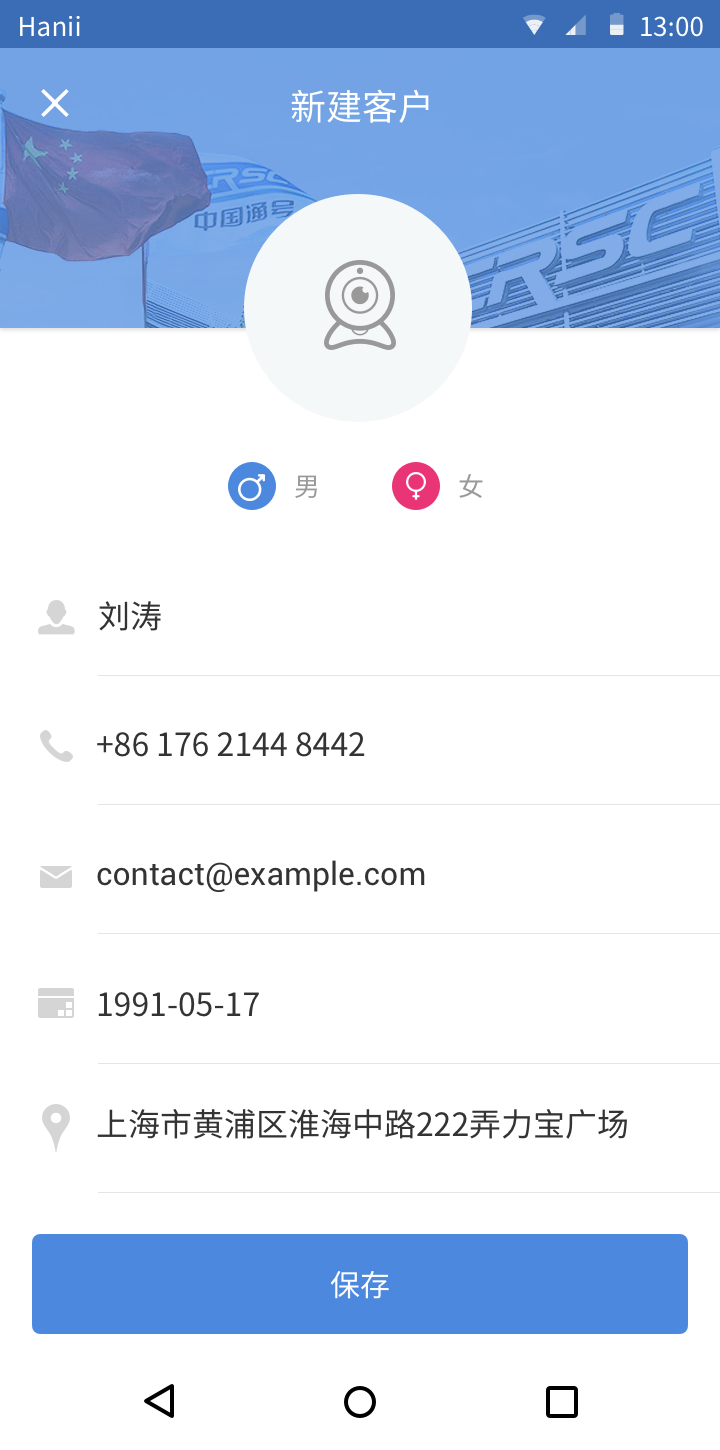 Hanii 13:00
新建客户
CRSC
中国通号
CRSC
男 女
刘涛
+86 176 2144 8442
contact@example.com
1991-05-17
上海市黄浦区淮海中路222弄力宝广场
保存